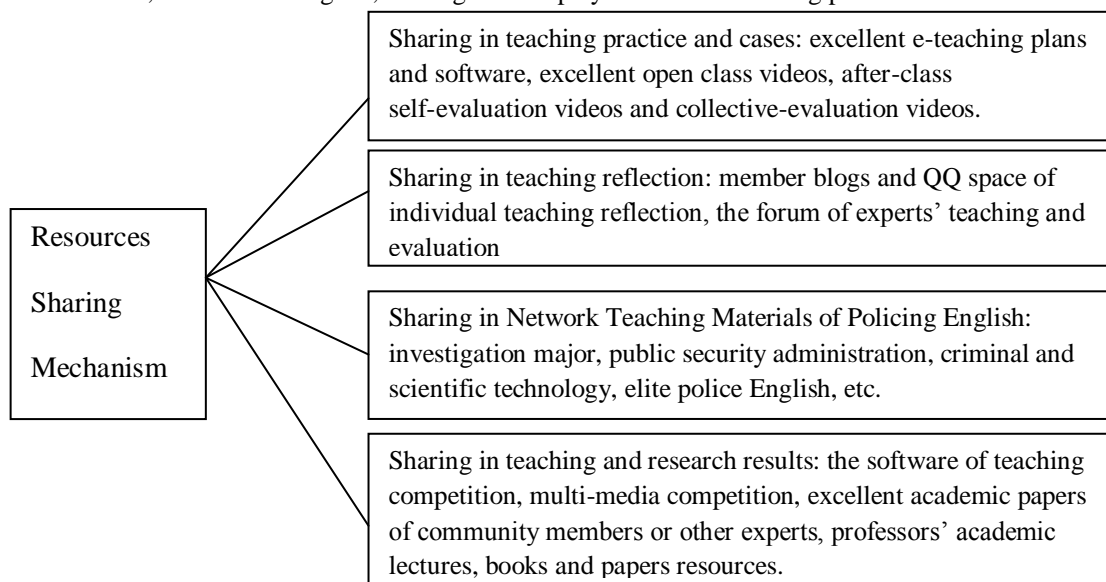 Sharing in teaching practice and cases: excellent e-teaching plans
and software, excellent open class videos, after-class
self-evaluation videos and collective-evaluation videos.
Sharing in teaching reflection: member blogs and QQ space of
individual teaching reflection, the forum of experts' teaching and
evaluation
Resources
Sharing
Mechanism
Sharing in Network Teaching Materials of Policing English:
investigation major, public security administration, criminal and
scientific technology, elite police English, etc.
Sharing in teaching and research results: the software of teaching
competition, multi-media competition, excellent academic papers
of community members or other experts, professors' academic
lectures, books and papers resources.